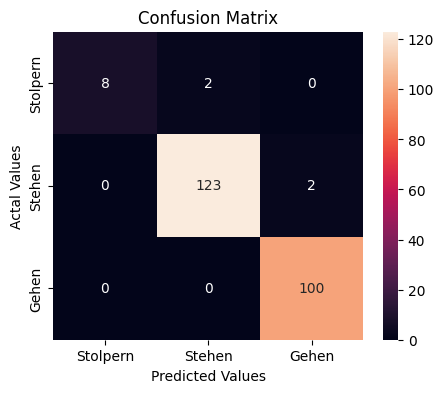 Confusion Matrix
Actal Values
Stolpern
Stehen
Gehen
8 2 0
0 123 2
0 0 100
Stolpern Stehen Gehen
Predicted Values
120
100
80
60
40
20
0